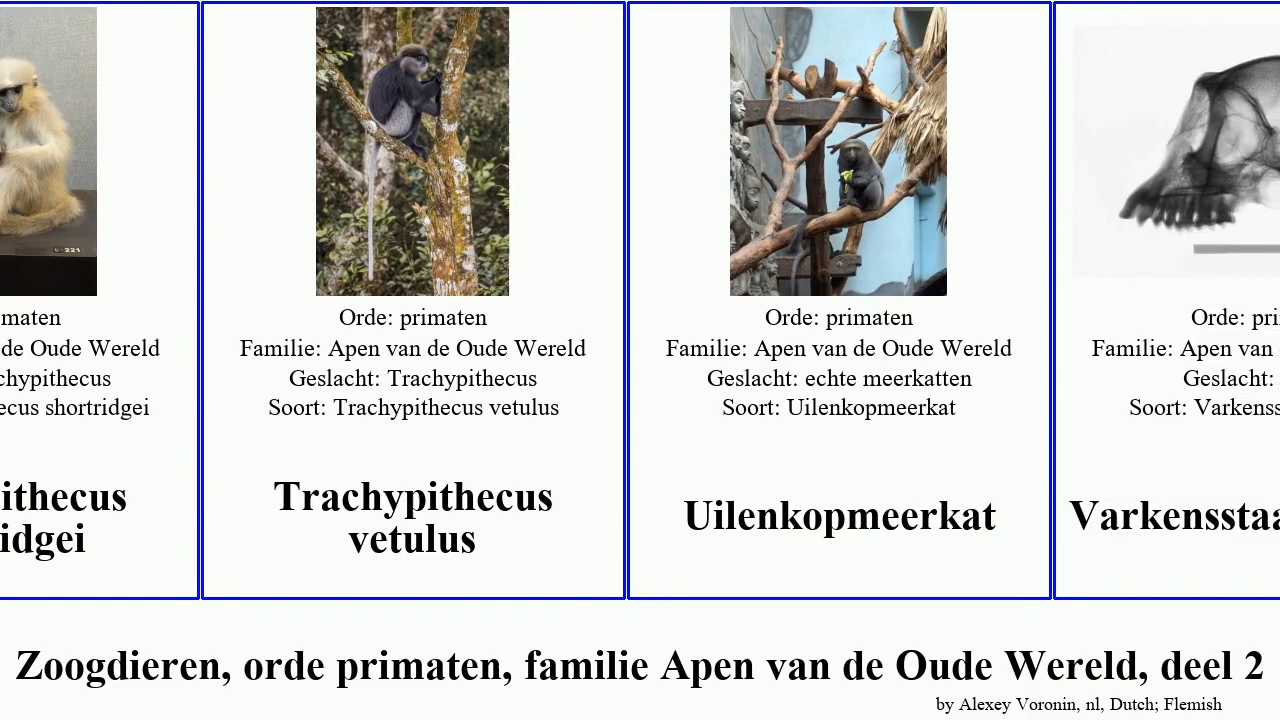 221
maten
de Oude Wereld
chypithecus
ecus shortridgei
ithecus
idgei
Orde: primaten
Familie: Apen van de Oude Wereld
Geslacht: Trachypithecus
Soort: Trachypithecus vetulus
Trachypithecus
vetulus
Orde: primaten
Familie: Apen van de Oude Wereld
Geslacht: echte meerkatten
Soort: Uilenkopmeerkat
Uilenkopmeerkat
Orde: pri
Familie: Apen van
Geslacht:
Soort: Varkenss
Varkenssta
Zoogdieren, orde primaten, familie Apen van de Oude Wereld, deel 2
by Alexey Voronin, nl, Dutch; Flemish